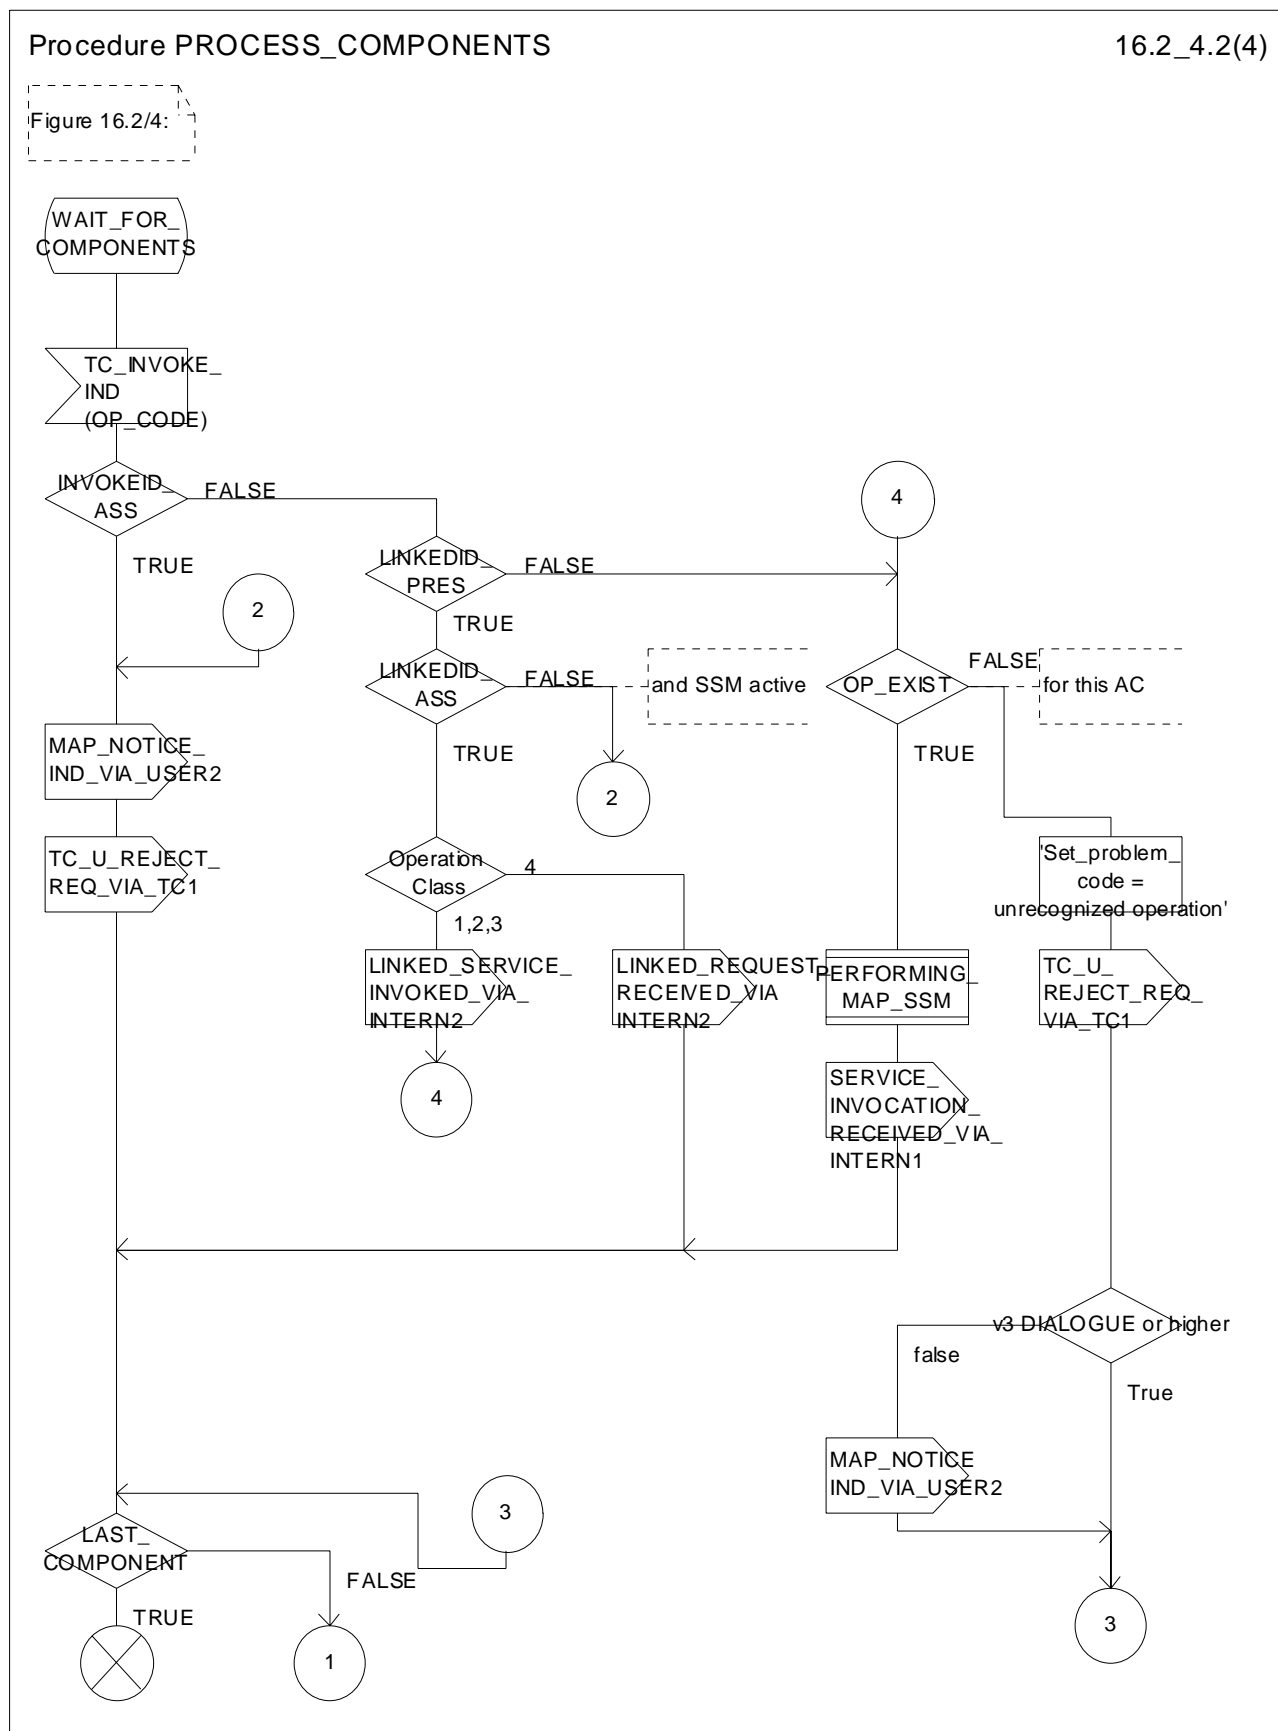 Procedure PROCESS_COMPONENTS
16.2_4.2(4)
Figure 16.2/4:
WAIT_FOR_
COMPONENTS
TC_INVOKE_
IND
(OP_CODE)
INVOKEID_
ASS
FALSE
TRUE
4
LINKEDID_
PRES
FALSE
TRUE
2
LINKEDID_
ASS
FALSE
and SSM active
TRUE
2
OP_EXIST
FALSE
for this AC
TRUE
MAP_NOTICE_
IND_VIA_USER2
TC_U_REJECT_
REQ_VIA_TC1
Operation
Class
4
1,2,3
'Set_problem_
code =
unrecognized operation'
LINKED_SERVICE_
INVOKED_VIA_
INTERN2
LINKED_REQUEST_
RECEIVED_VIA
INTERN2
PERFORMING_
MAP_SSM
TC_U_
REJECT_REQ_
VIA_TC1
4
SERVICE_
INVOCATION_
RECEIVED_VIA_
INTERN1
v3 DIALOGUE or higher
false
True
MAP_NOTICE
IND_VIA_USER2
3
LAST_
COMPONENT
FALSE
TRUE
1
3